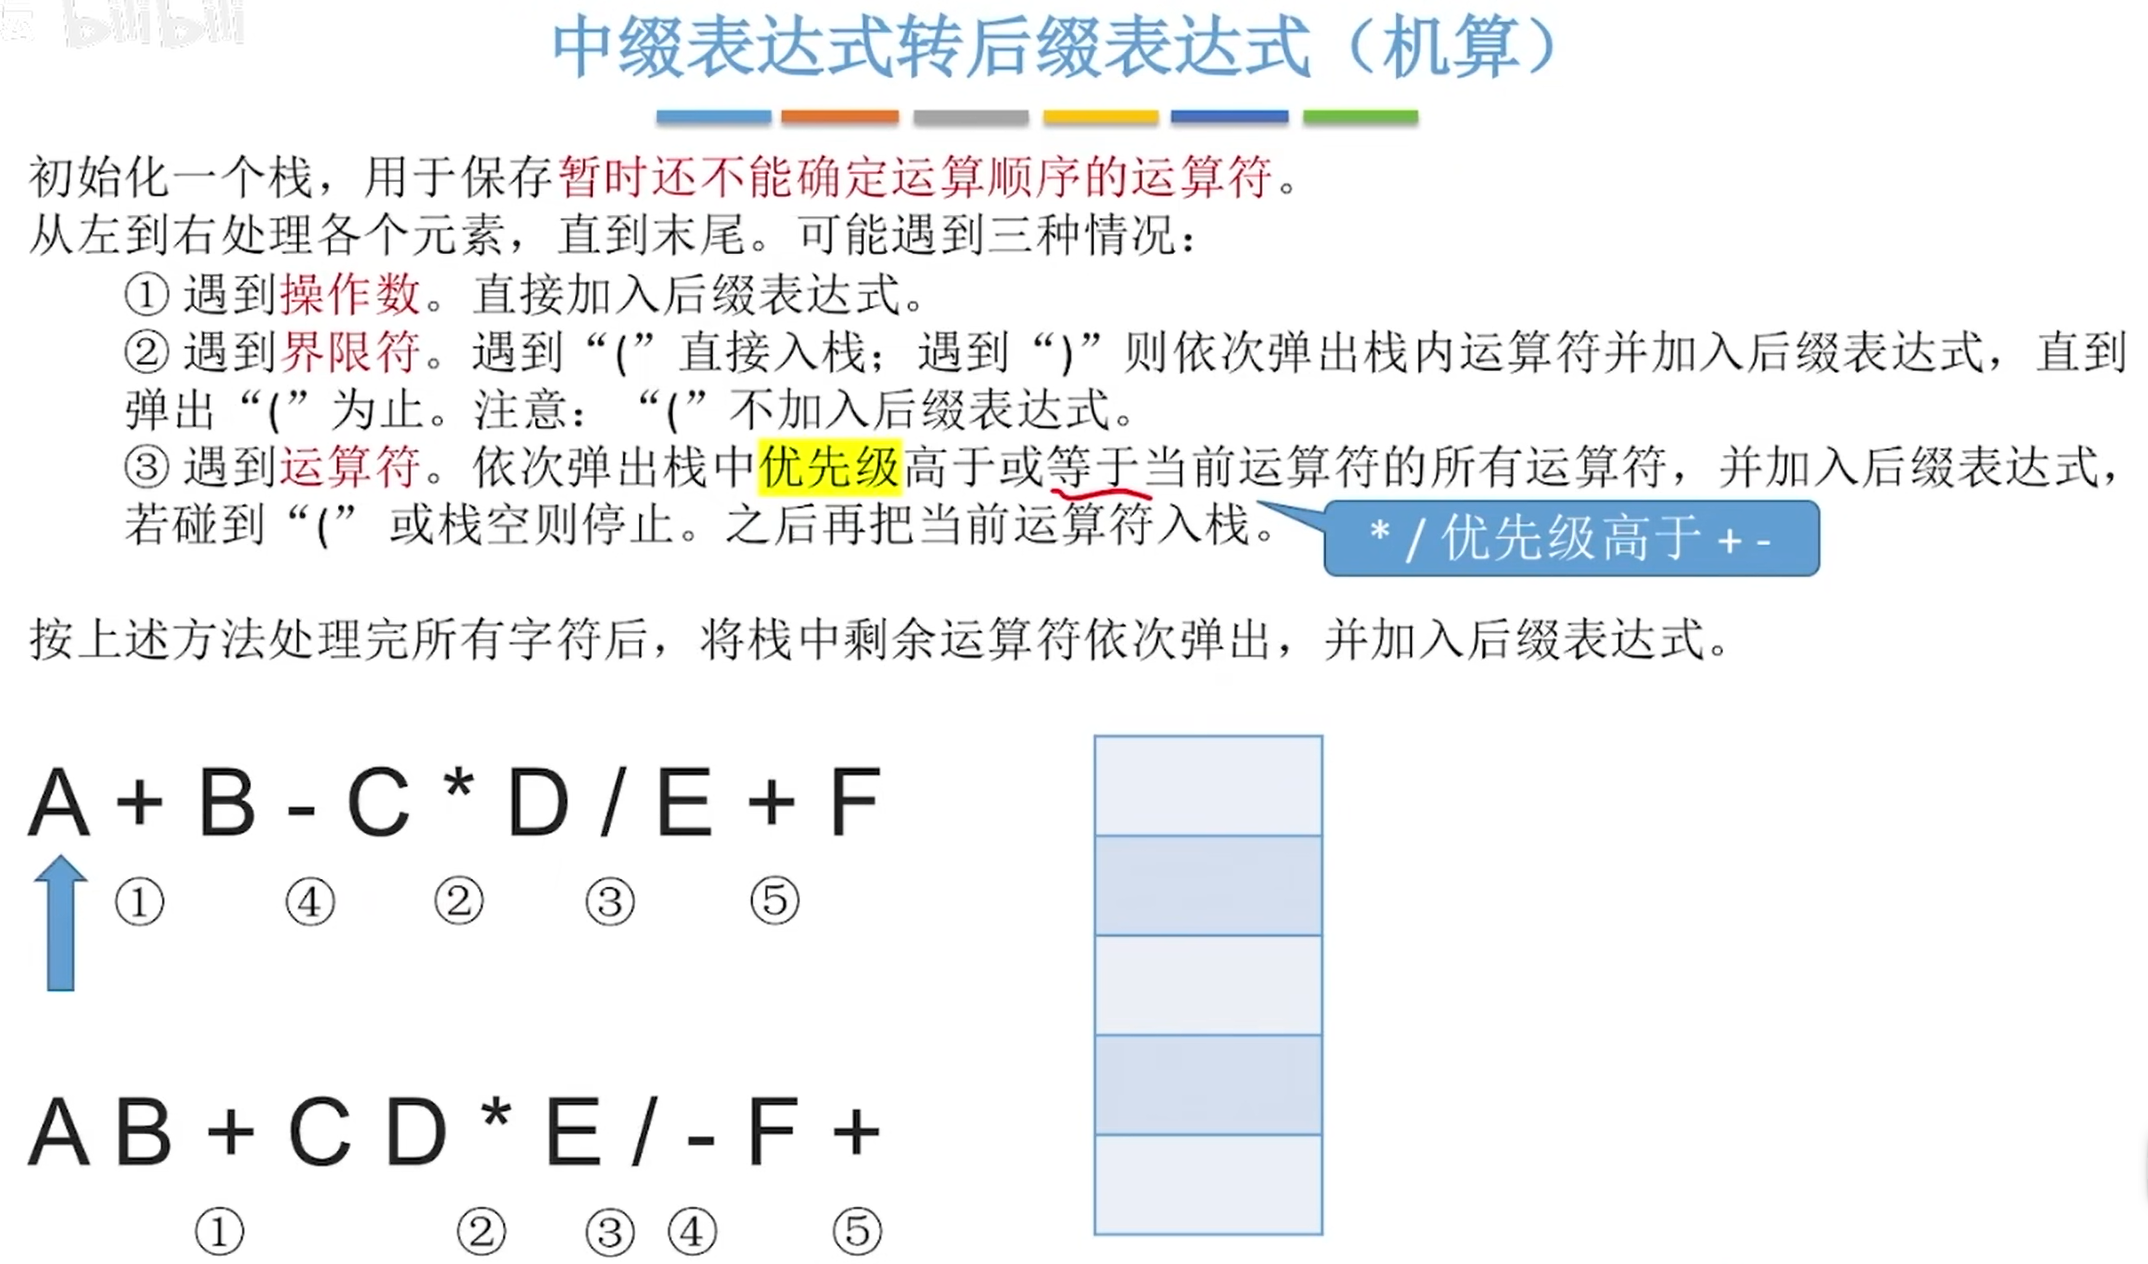 bilibili
中缀表达式转后缀表达式（机算）
初始化一个栈，用于保存暂时还不能确定运算顺序的运算符。
从左到右处理各个元素，直到末尾。可能遇到三种情况：
① 遇到操作数。直接加入后缀表达式。
② 遇到界限符。遇到“(”直接入栈；遇到“)”则依次弹出栈内运算符并加入后缀表达式，直到
弹出“(”为止。注意：“(”不加入后缀表达式。
③ 遇到运算符。依次弹出栈中优先级高于或等于当前运算符的所有运算符，并加入后缀表达式，
若碰到“(” 或栈空则停止。之后再把当前运算符入栈。
* / 优先级高于 + -
按上述方法处理完所有字符后，将栈中剩余运算符依次弹出，并加入后缀表达式。
A + B - C * D / E + F
① ④ ② ③ ⑤
A B + C D * E / - F +
① ② ③ ④ ⑤